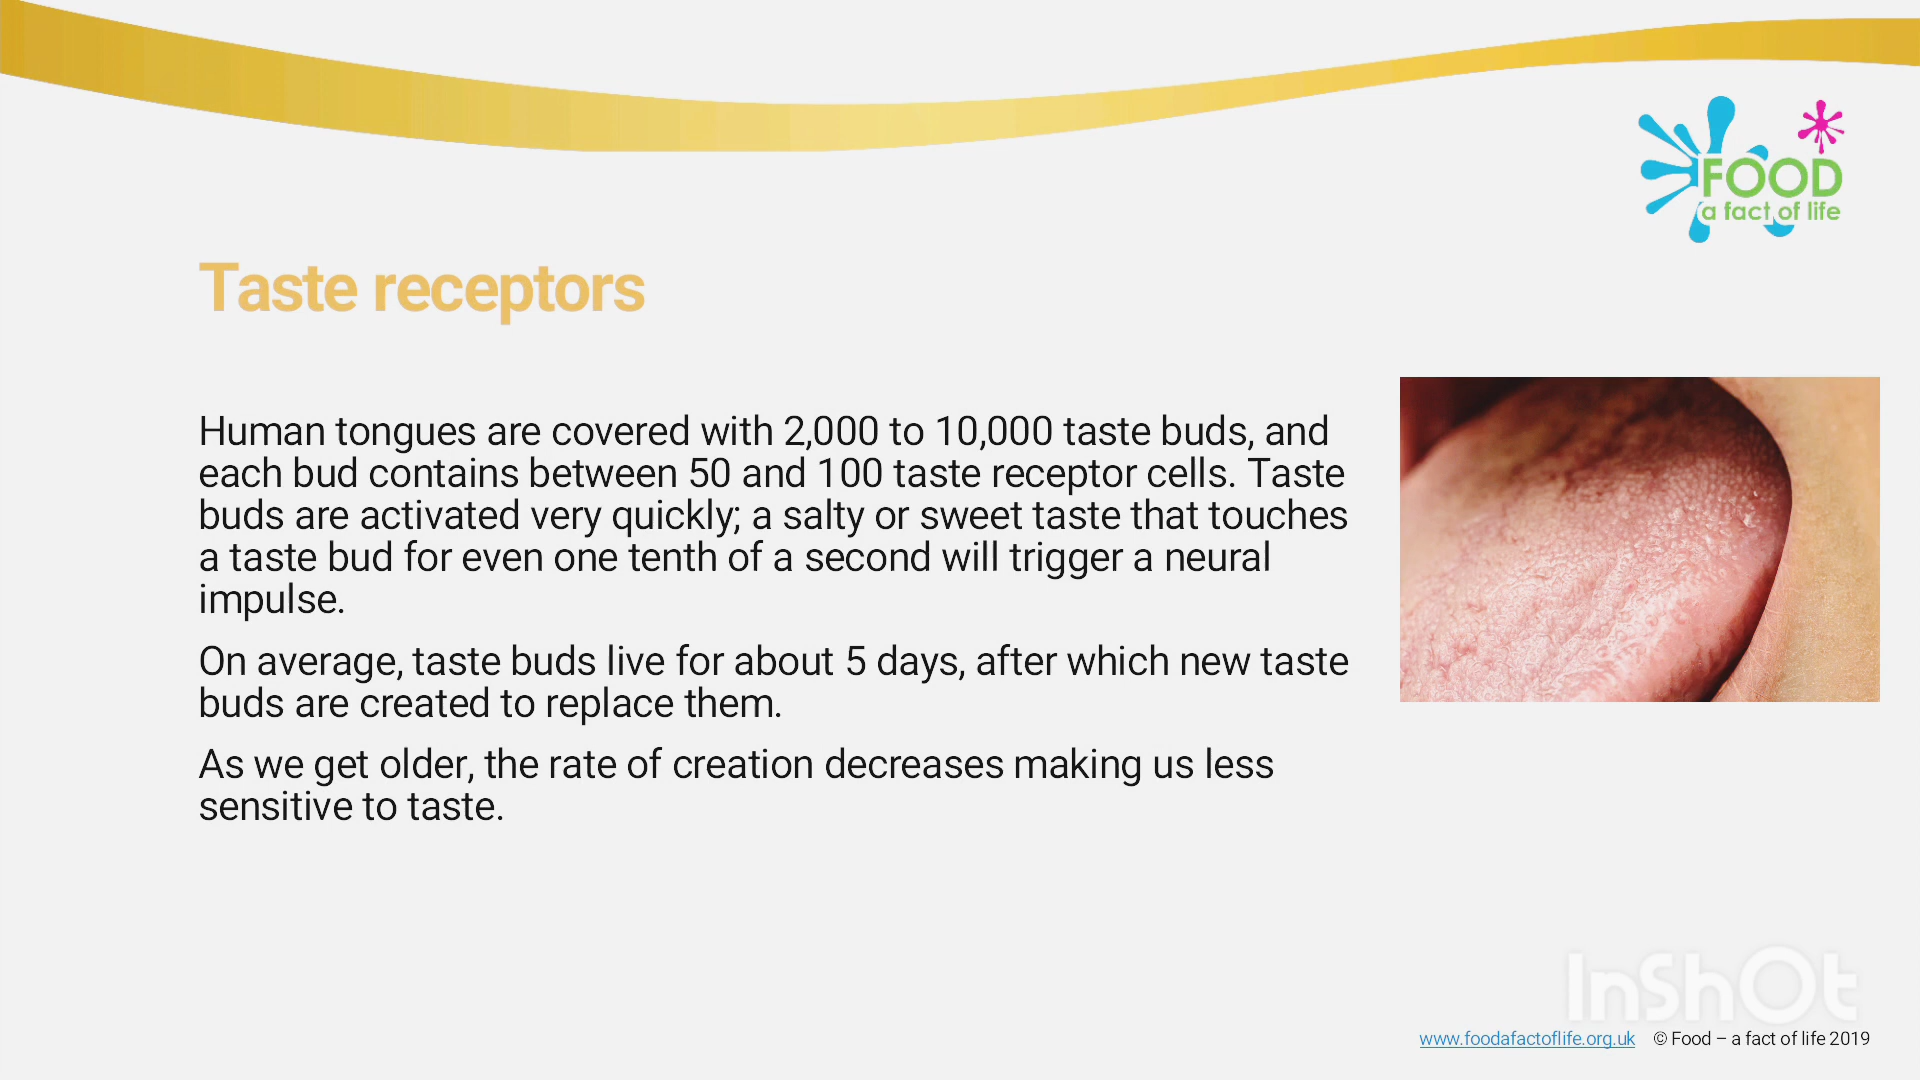 FOOD
a fact of life
Taste receptors
Human tongues are covered with 2,000 to 10,000 taste buds, and
each bud contains between 50 and 100 taste receptor cells. Taste
buds are activated very quickly; a salty or sweet taste that touches
a taste bud for even one tenth of a second will trigger a neural
impulse.
On average, taste buds live for about 5 days, after which new taste
buds are created to replace them.
As we get older, the rate of creation decreases making us less
sensitive to taste.
InShOt
www.foodafactoflife.org.uk © Food – a fact of life 2019